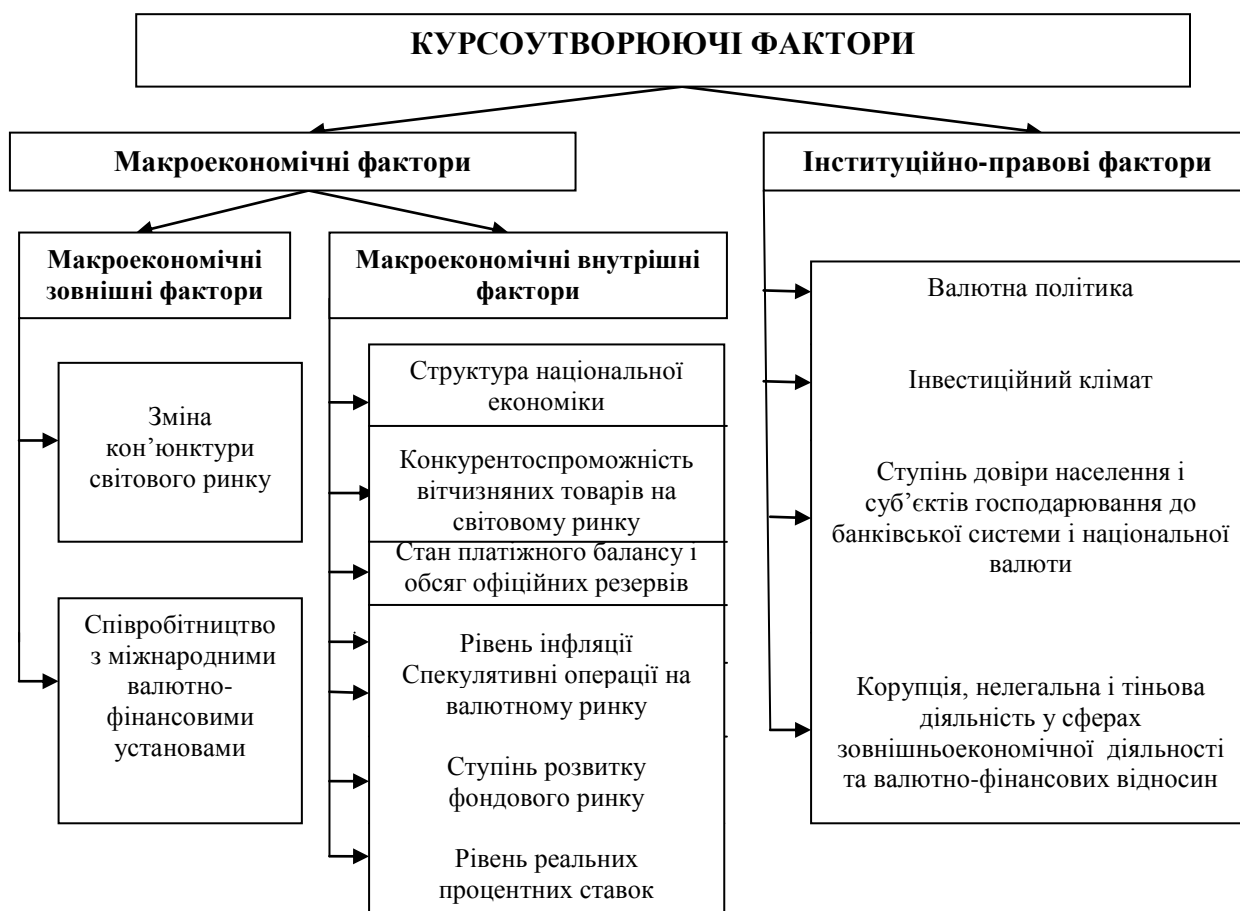 КУРСОУТВОРЮЮЧІ ФАКТОРИ
Макроекономічні фактори
Інституційно-правові фактори
Макроекономічні
зовнішні фактори
Макроекономічні внутрішні
фактори
Зміна
кон’юнктури
світового ринку
Співробітництво
з міжнародними
валютно-
фінансовими
установами
Структура національної
економіки
Конкурентоспроможність
вітчизняних товарів на
світовому ринку
Стан платіжного балансу і
обсяг офіційних резервів
Рівень інфляції
Спекулятивні операції на
валютному ринку
Ступінь розвитку
фондового ринку
Рівень реальних
процентних ставок
Валютна політика
Інвестиційний клімат
Ступінь довіри населення і
суб’єктів господарювання до
банківської системи і національної
валюти
Корупція, нелегальна і тіньова
діяльність у сферах
зовнішньоекономічної діяльності
та валютно-фінансових відносин